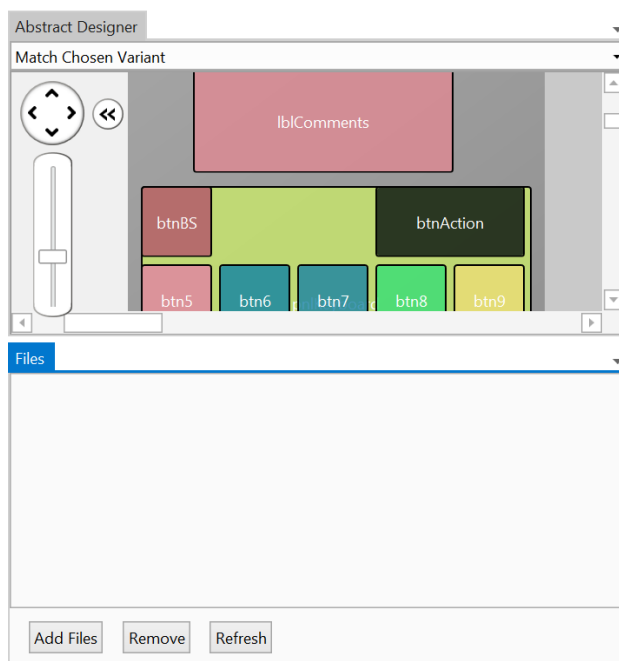 Abstract Designer
Match Chosen Variant
lblComments
btnBS
btnAction
btn5
btn6
btn7
btn8
btn9
Files
Add Files
Remove
Refresh